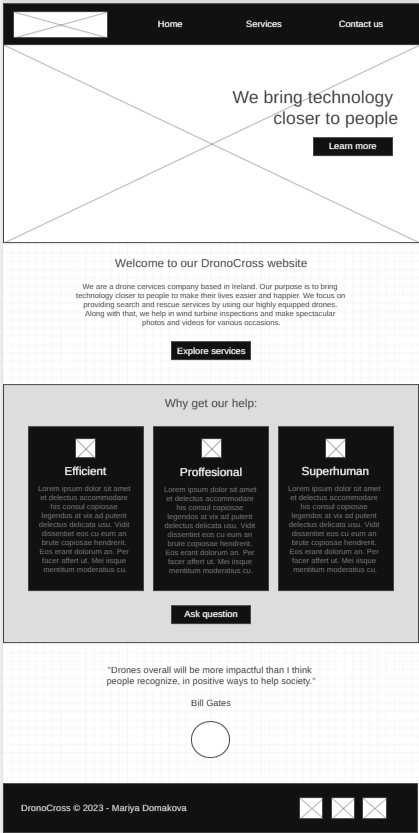 Home Services Contact us
We bring technology
closer to people
Learn more
Welcome to our DronoCross website
We are a drone cervices company based in Ireland. Our purpose is to bring
technology closer to people to make their lives easier and happier. We focus on
providing search and rescue services by using our highly equipped drones.
Along with that, we help in wind turbine inspections and make spectacular
photos and videos for various occasions.
Explore services
Why get our help:
Efficient
Lorem ipsum dolor sit amet
et delectus accommodare
his consul copiosae
legendos at vix ad putent
delectus delicata usu. Vidit
dissentiet eos cu eum an
brute copiosae hendrerit.
Eos erant dolorum an. Per
facer affert ut. Mei iisque
mentitum moderatius cu.
Proffesional
Lorem ipsum dolor sit amet
et delectus accommodare
his consul copiosae
legendos at vix ad putent
delectus delicata usu. Vidit
dissentiet eos cu eum an
brute copiosae hendrerit.
Eos erant dolorum an. Per
facer affert ut. Mei iisque
mentitum moderatius cu.
Superhuman
Lorem ipsum dolor sit amet
et delectus accommodare
his consul copiosae
legendos at vix ad putent
delectus delicata usu. Vidit
dissentiet eos cu eum an
brute copiosae hendrerit.
Eos erant dolorum an. Per
facer affert ut. Mei iisque
mentitum moderatius cu.
Ask question
"Drones overall will be more impactful than I think
people recognize, in positive ways to help society."
Bill Gates
DronoCross © 2023 - Mariya Domakova